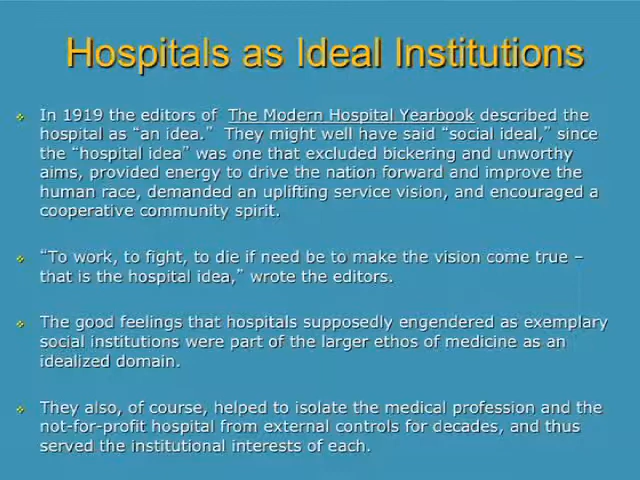 Hospitals as Ideal Institutions
In 1919 the editors of The Modern Hospital Yearbook described the
hospital as “an idea.” They might well have said “social ideal,” since
the “hospital idea” was one that excluded bickering and unworthy
aims, provided energy to drive the nation forward and improve the
human race, demanded an uplifting service vision, and encouraged a
cooperative community spirit.
“To work, to fight, to die if need be to make the vision come true –
that is the hospital idea,” wrote the editors.
The good feelings that hospitals supposedly engendered as exemplary
social institutions were part of the larger ethos of medicine as an
idealized domain.
They also, of course, helped to isolate the medical profession and the
not-for-profit hospital from external controls for decades, and thus
served the institutional interests of each.